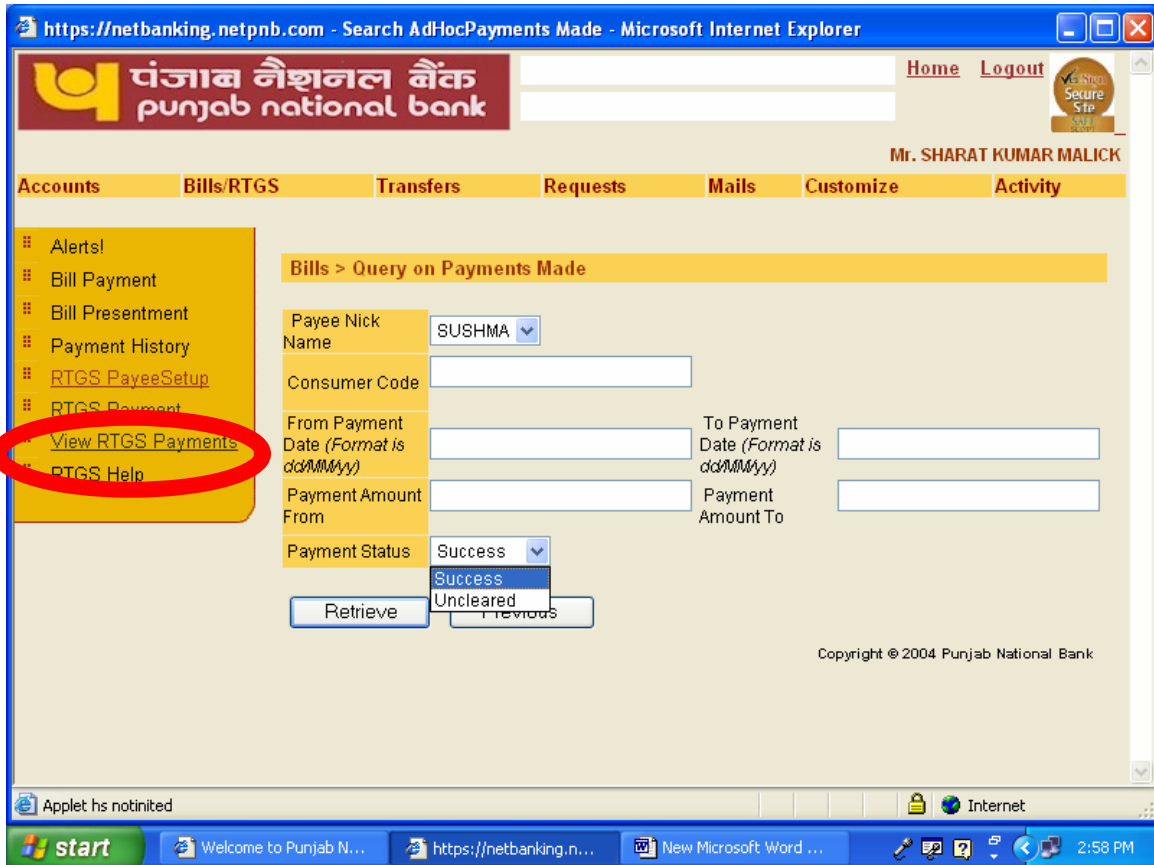 https://netbanking.netpnb.com - Search AdHocPayments Made - Microsoft Internet Explorer
पंजाब नैशनल बैंक
punjab national bank
Home Logout
Secure
Site
Mr. SHARAT KUMAR MALICK
Accounts Bills/RTGS Transfers Requests Mails Customize Activity
Alerts!
Bill Payment
Bill Presentment
Payment History
RTGS PayeeSetup
RTGS Payment
View RTGS Payments
RTGS Help
Bills > Query on Payments Made
Payee Nick Name SUSHMA
Consumer Code
From Payment Date (Format is dd/MM/yy) To Payment Date (Format is dd/MM/yy)
Payment Amount From Payment Amount To
Payment Status Success
Success
Uncleared
Retrieve Previous
Copyright © 2004 Punjab National Bank
Applet hs notinited Internet
start Welcome to Punjab N... https://netbanking.n... New Microsoft Word ... 2:58 PM